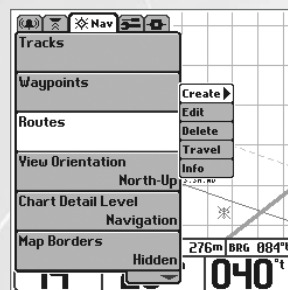 Nav
Tracks
Waypoints
Routes
View Orientation
North-Up
Chart Detail Level
Navigation
Map Borders
Hidden
Create
Edit
Delete
Travel
Info
276m BRG 084°t
040°t